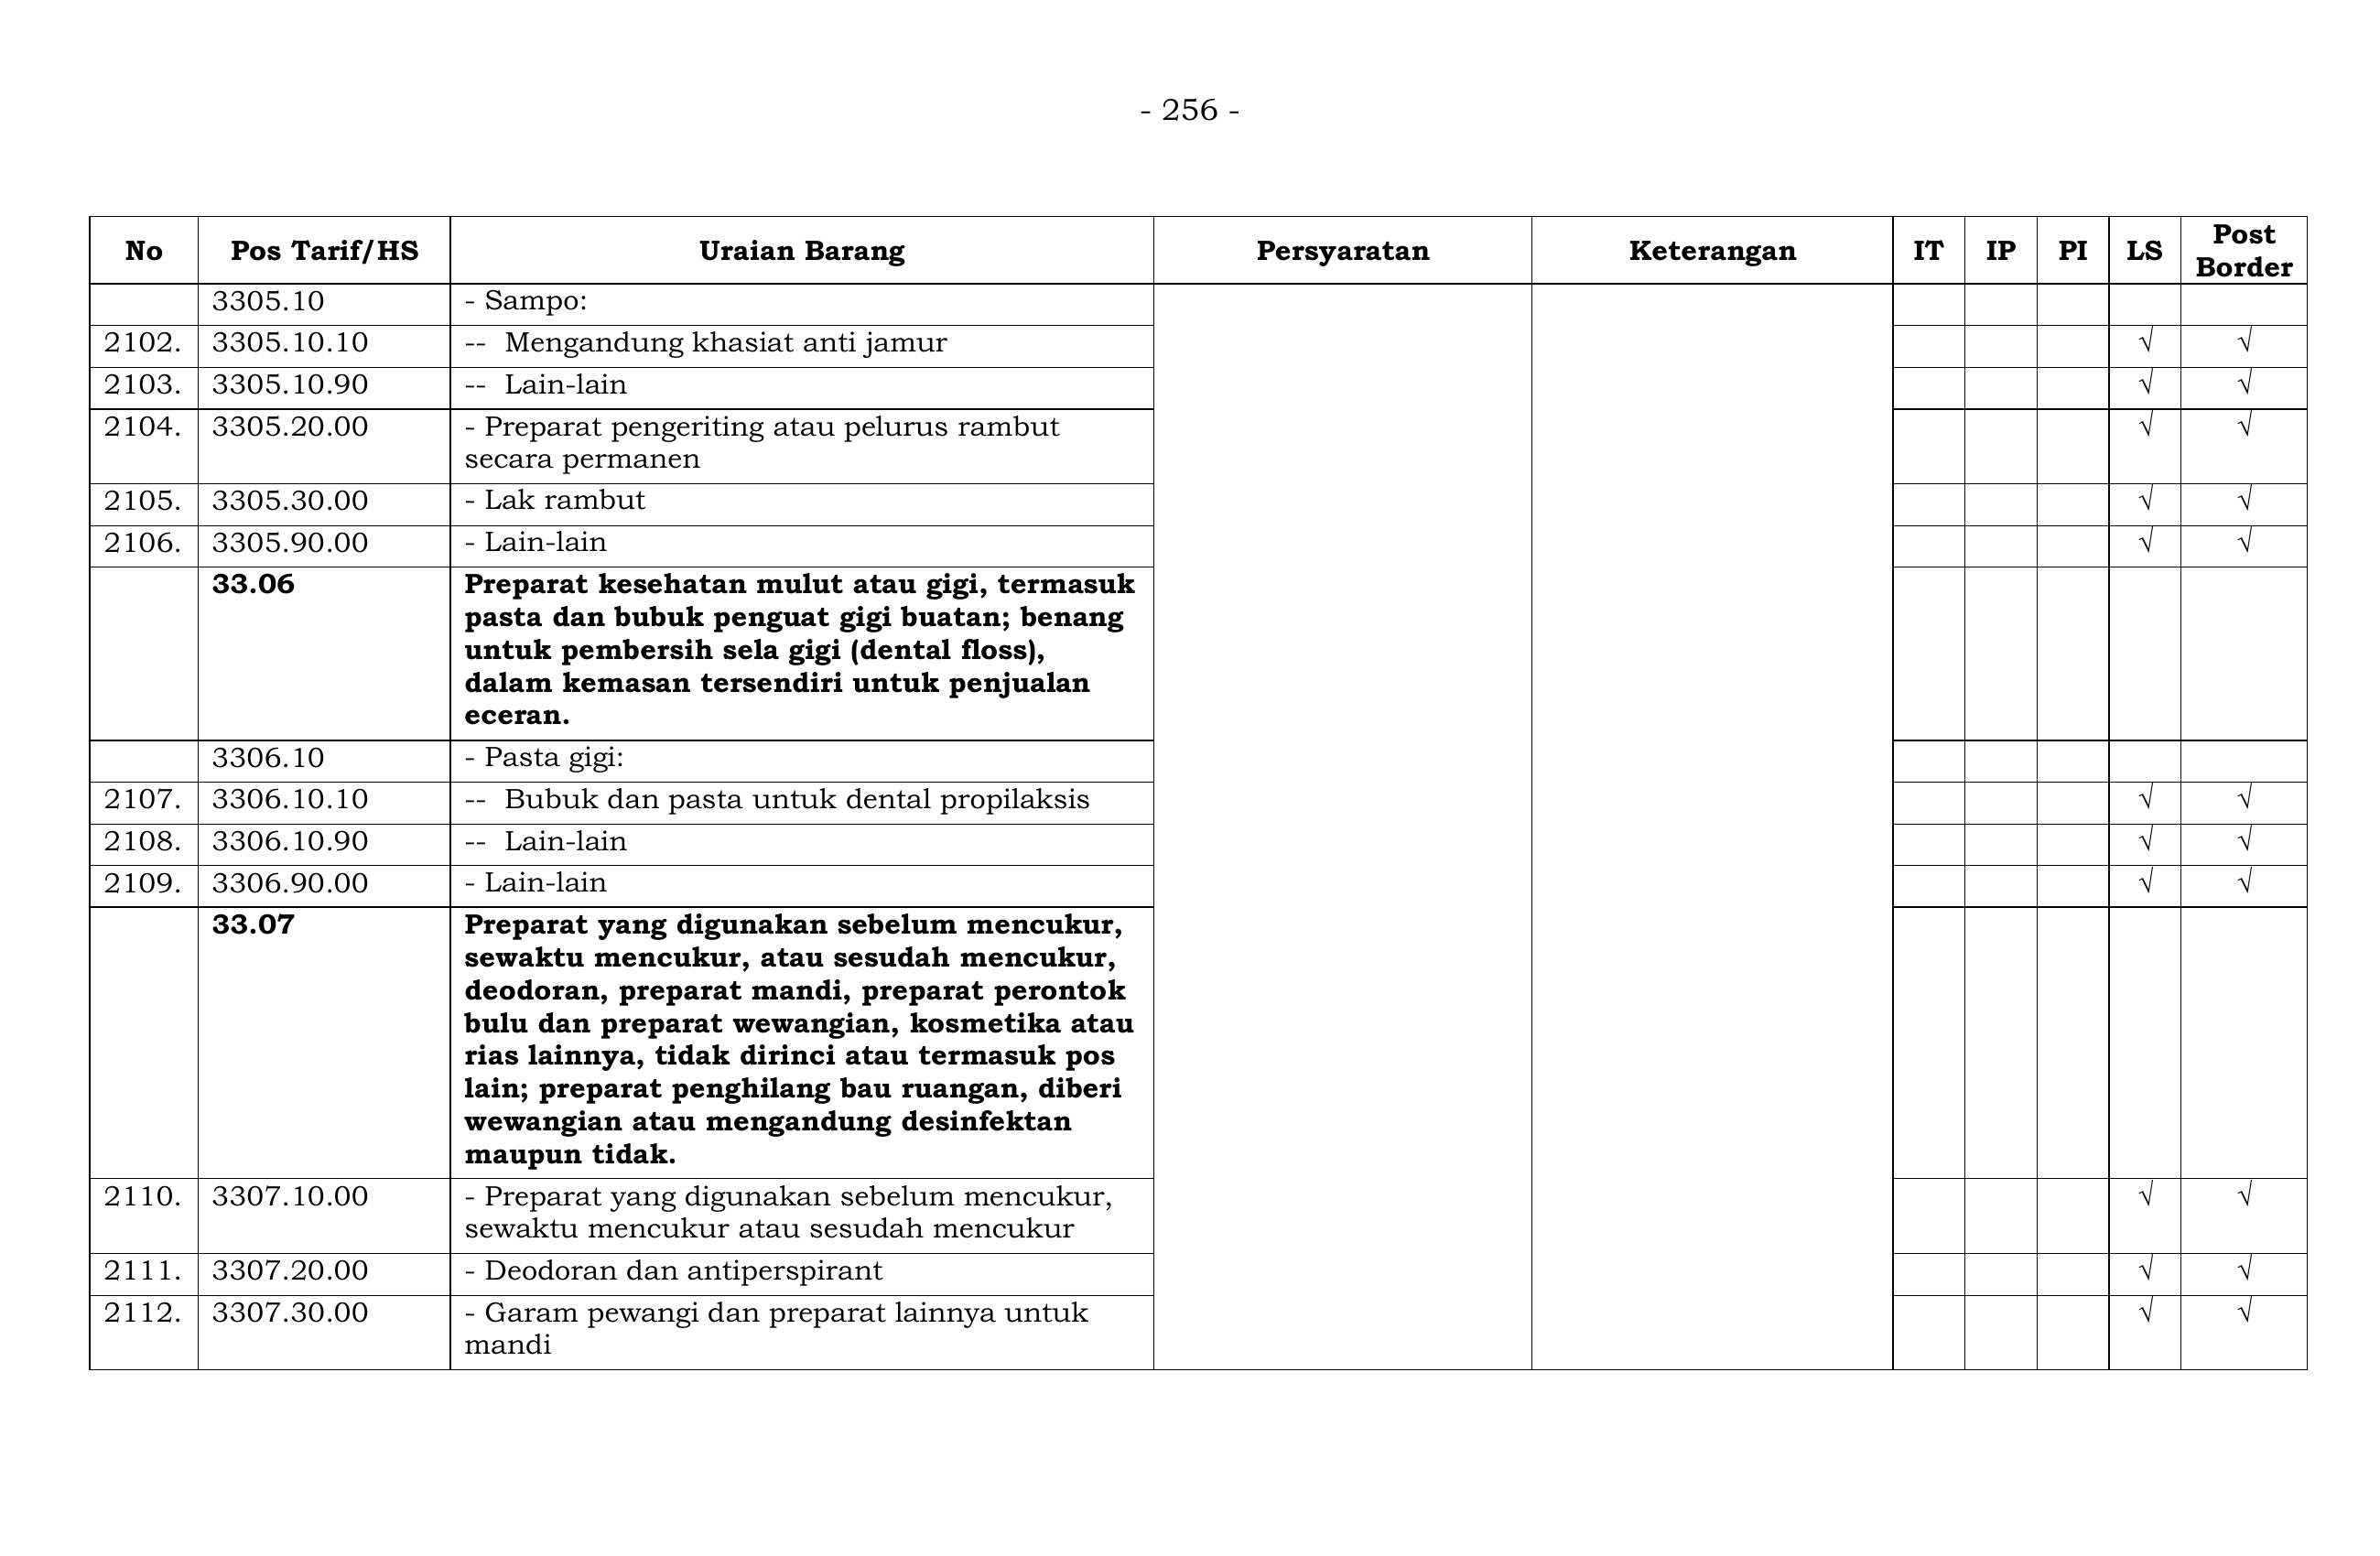 - 256 -
No Pos Tarif/HS Uraian Barang Persyaratan Keterangan IT IP PI LS Post Border
3305.10 - Sampo:
2102. 3305.10.10 -- Mengandung khasiat anti jamur √ √
2103. 3305.10.90 -- Lain-lain √ √
2104. 3305.20.00 - Preparat pengeriting atau pelurus rambut √ √
secara permanen
2105. 3305.30.00 - Lak rambut √ √
2106. 3305.90.00 - Lain-lain √ √
33.06 Preparat kesehatan mulut atau gigi, termasuk
pasta dan bubuk penguat gigi buatan; benang
untuk pembersih sela gigi (dental floss),
dalam kemasan tersendiri untuk penjualan
eceran.
3306.10 - Pasta gigi:
2107. 3306.10.10 -- Bubuk dan pasta untuk dental propilaksis √ √
2108. 3306.10.90 -- Lain-lain √ √
2109. 3306.90.00 - Lain-lain √ √
33.07 Preparat yang digunakan sebelum mencukur,
sewaktu mencukur, atau sesudah mencukur,
deodoran, preparat mandi, preparat perontok
bulu dan preparat wewangian, kosmetika atau
rias lainnya, tidak dirinci atau termasuk pos
lain; preparat penghilang bau ruangan, diberi
wewangian atau mengandung desinfektan
maupun tidak.
2110. 3307.10.00 - Preparat yang digunakan sebelum mencukur, √ √
sewaktu mencukur atau sesudah mencukur
2111. 3307.20.00 - Deodoran dan antiperspirant √ √
2112. 3307.30.00 - Garam pewangi dan preparat lainnya untuk √ √
mandi